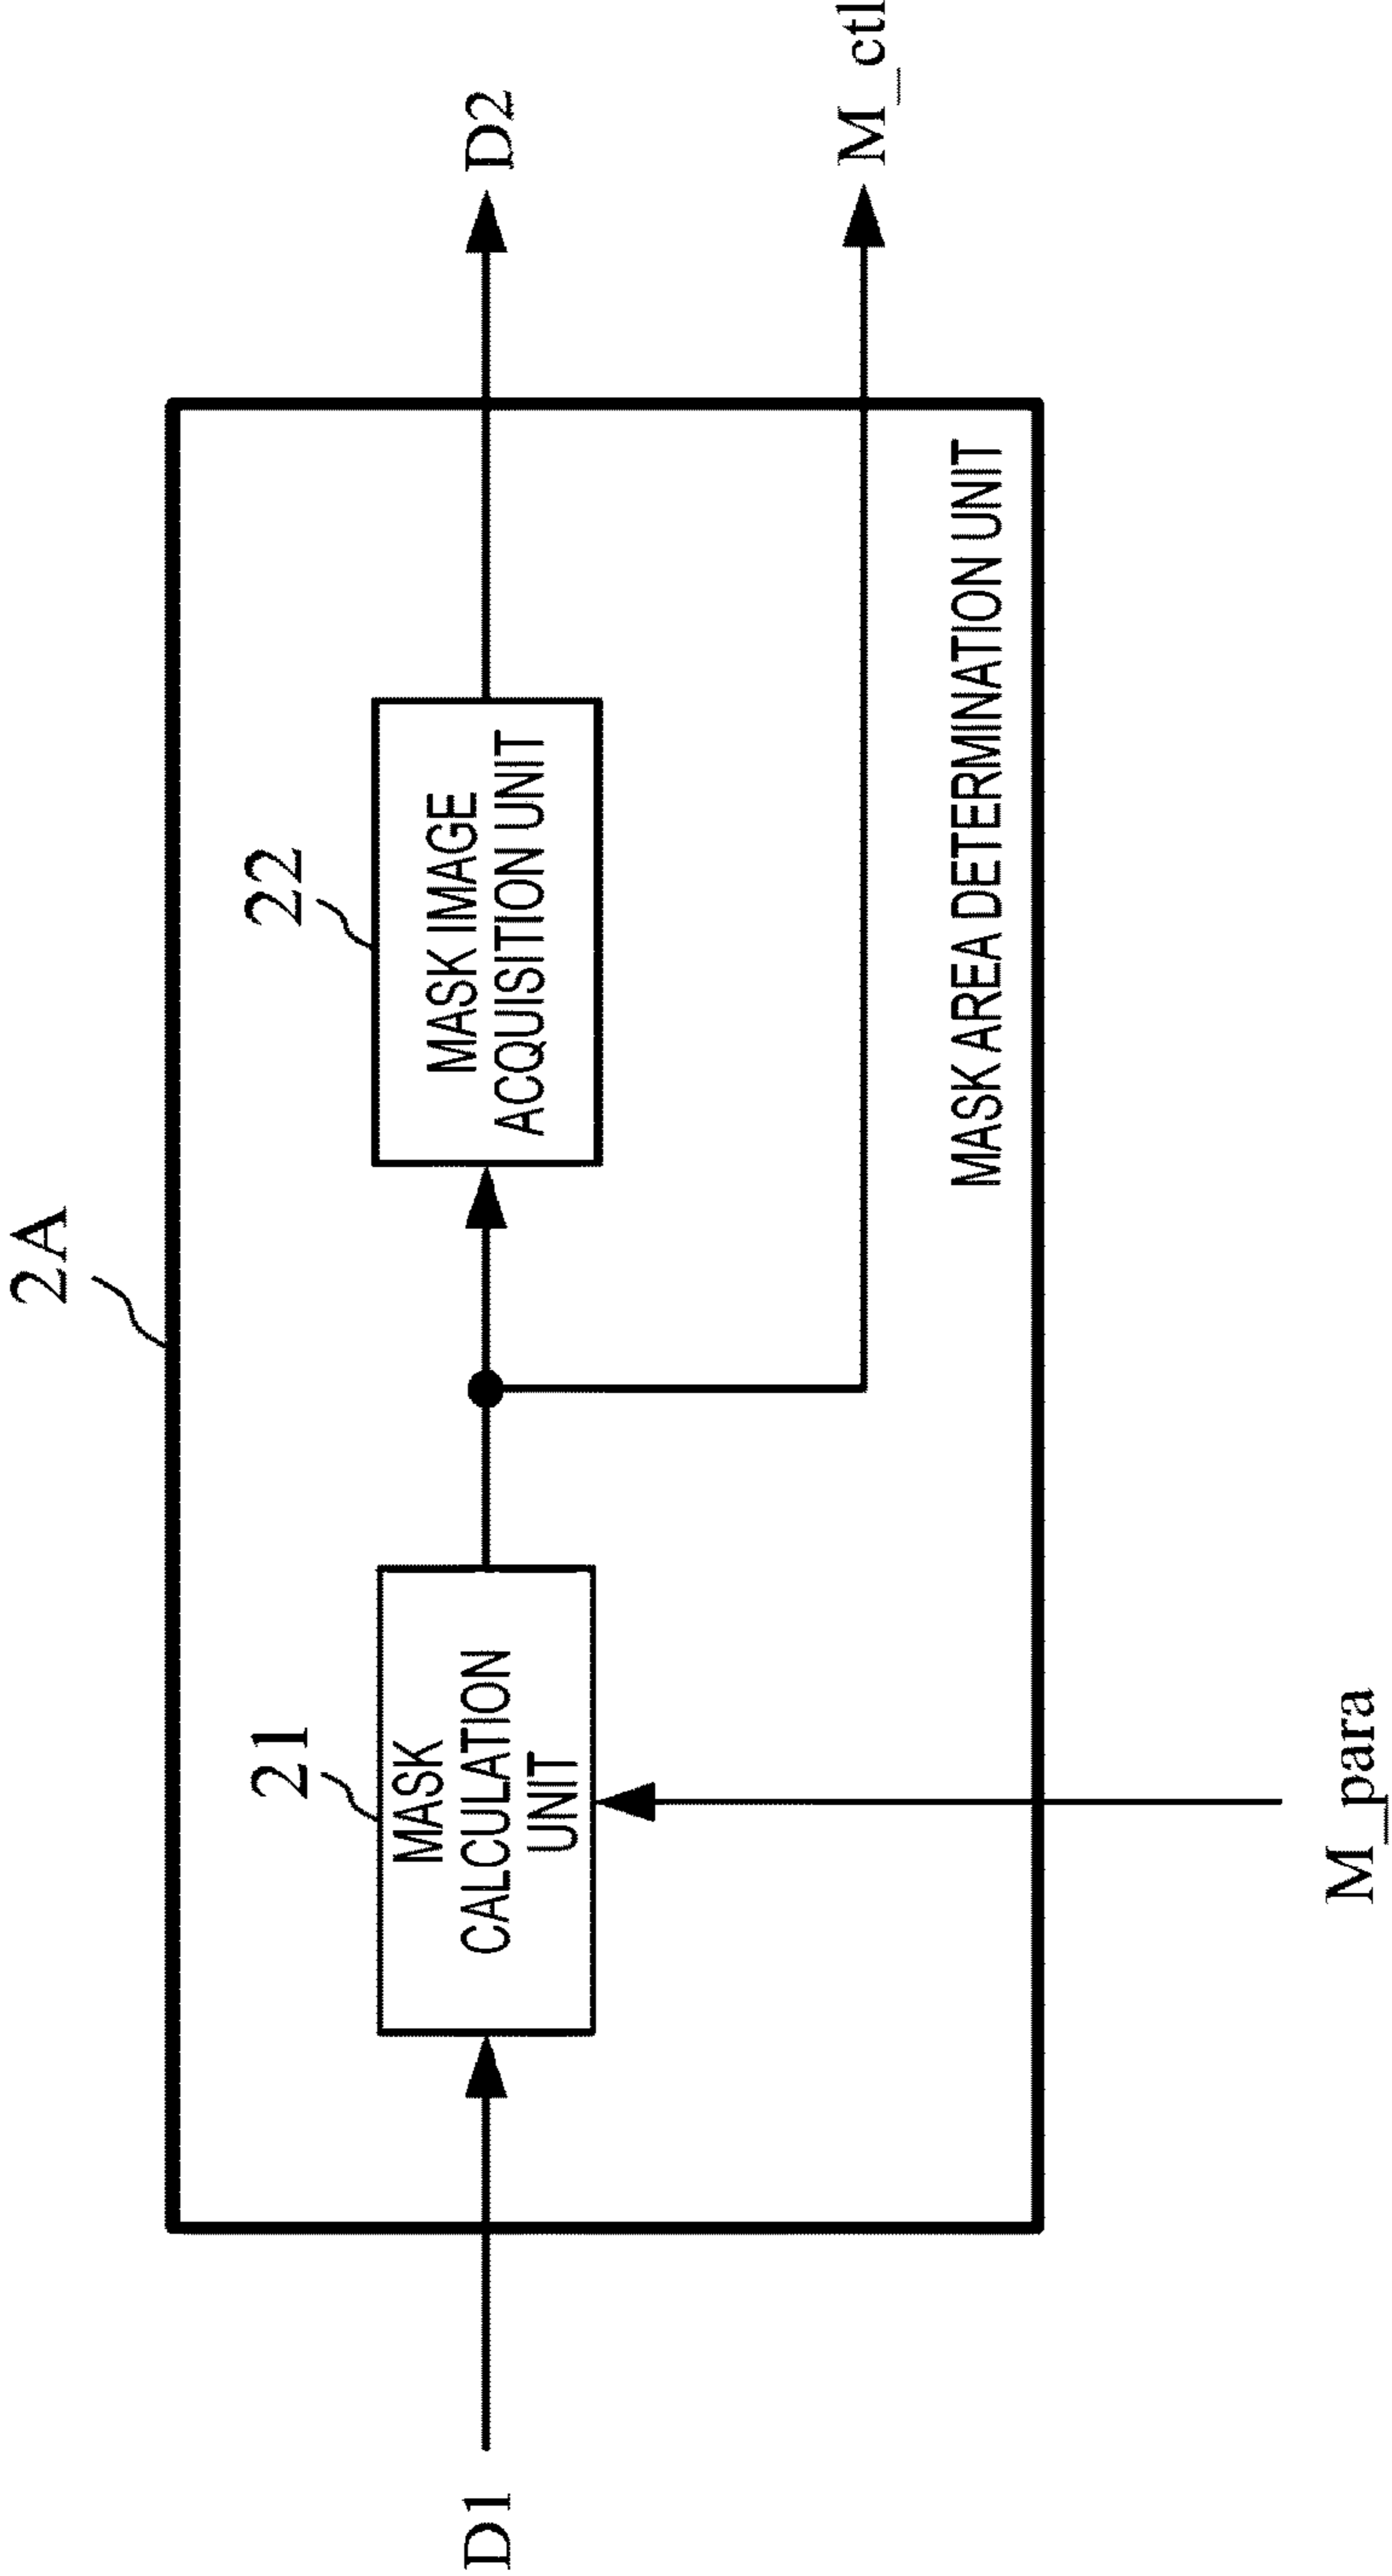 2A
22
21
MASK IMAGE
ACQUISITION UNIT
MASK
CALCULATION
UNIT
D1
D2
M_ctl
MASK AREA DETERMINATION UNIT
M_para